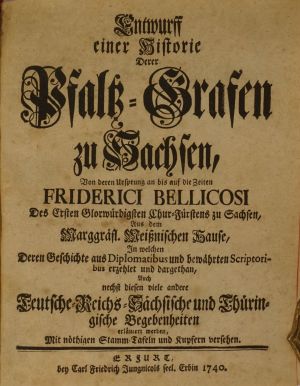 Entwurff
einer Historie
Derer
Pfaltz-Grafen
zu Sachsen,
Von deren Ursprung an bis auf die Zeiten
FRIDERICI BELLICOSI
Des Ersten Glorwürdigsten Chur-Fürstens zu Sachsen,
Aus dem
Marggräfl. Meißnischen Hause,
In welchen
Deren Geschichte aus Diplomatibus und bewährten Scriptori-
bus erzehlet und dargethan,
Auch
nechst diesen viele andere
Teutsche-Reichs-Sächsische und Thürin-
gische Begebenheiten
erläutert werden,
Mit nöthigen Stamm-Tafeln und Kupfern versehen.
ERFURT,
bey Carl Friedrich Jungnicols seel. Erbin 1740.